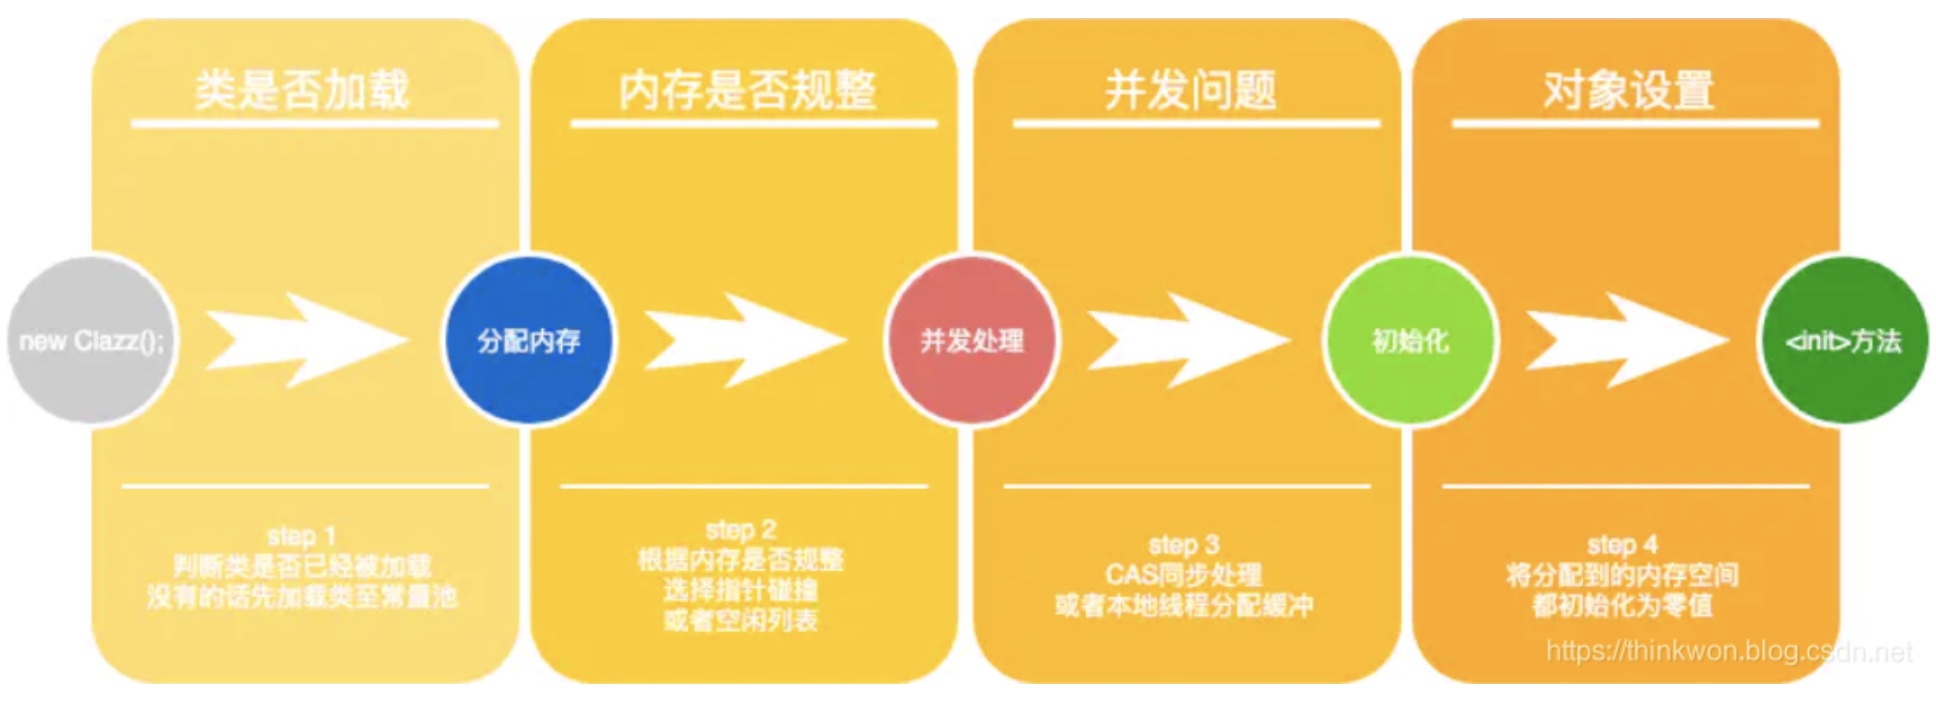 类是否加载
内存是否规整
并发问题
对象设置
new Clazz();
分配内存
并发处理
初始化
<init>方法
step 1
判断类是否已经被加载
没有的话先加载类至常量池
step 2
根据内存是否规整
选择指针碰撞
或者空闲列表
step 3
CAS同步处理
或者本地线程分配缓冲
step 4
将分配到的内存空间
都初始化为零值
https://thinkwon.blog.csdn.net